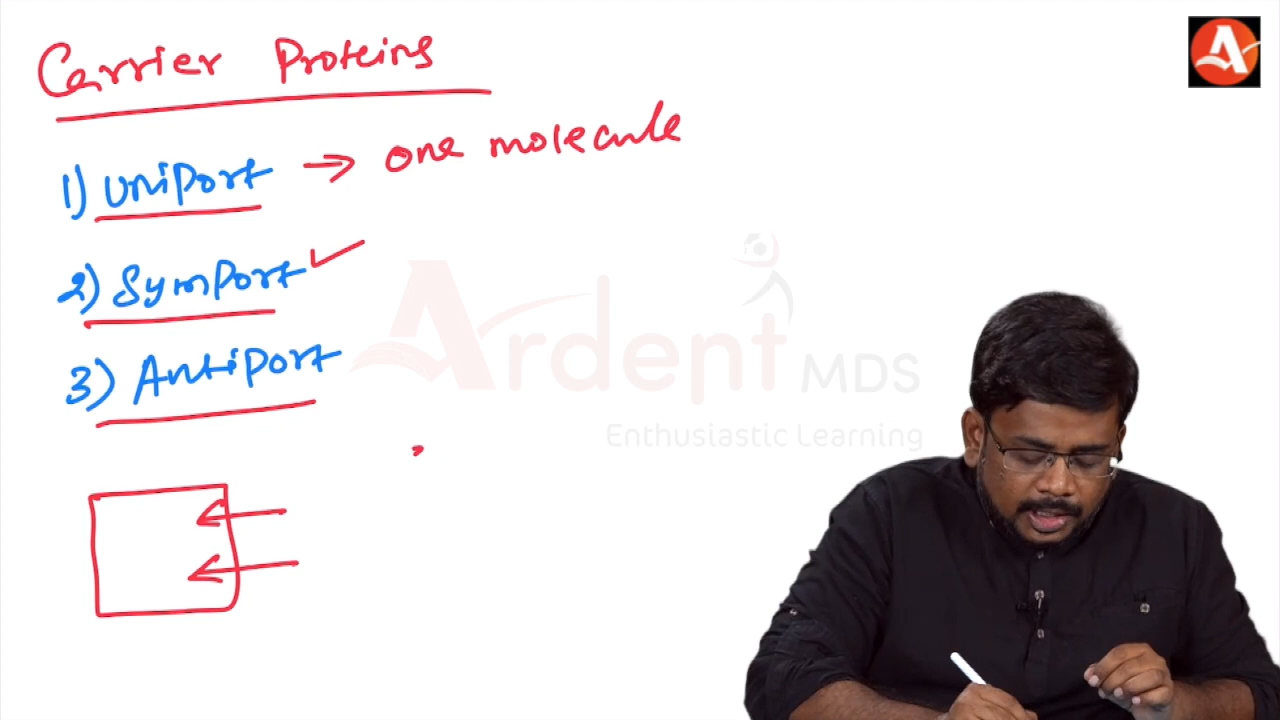 Carrier Proteins
1) Uniport → one molecule
2) Symport ✓
3) Antiport
Ardent MDS
Enthusiastic Learning